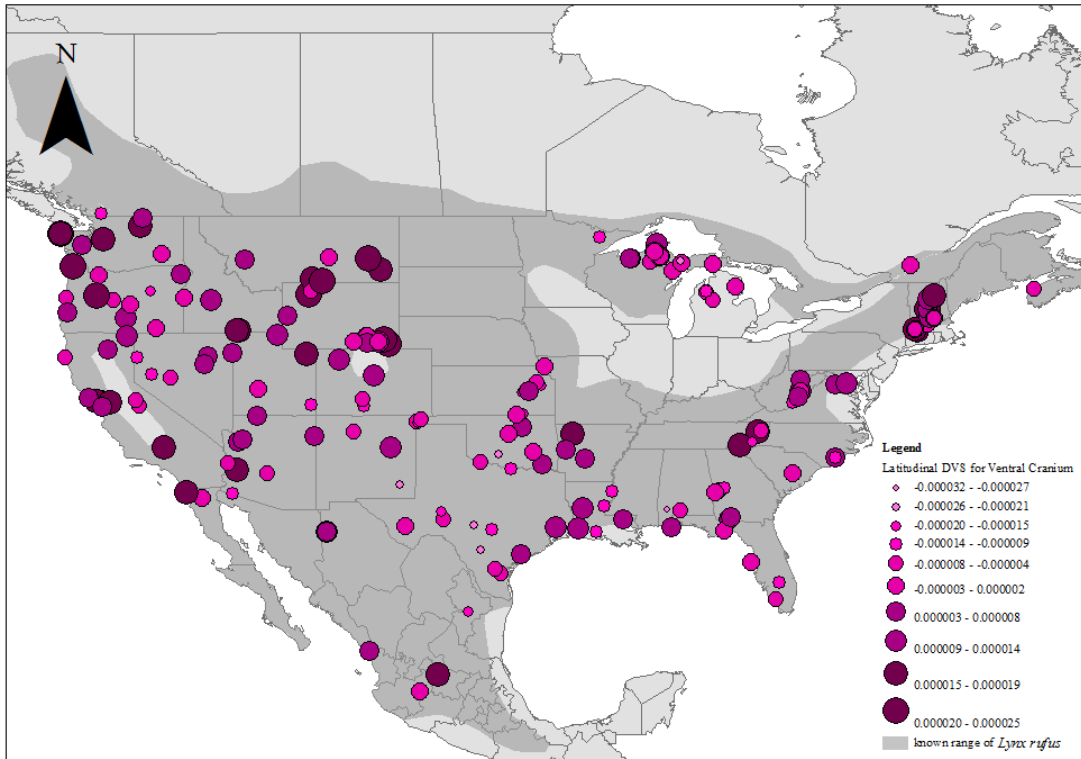 N
Legend
Latitudinal DVS for Ventral Cranium
-0.000032 - -0.000027
-0.000026 - -0.000021
-0.000020 - -0.000015
-0.000014 - -0.000009
-0.000008 - -0.000004
-0.000003 - 0.000002
0.000003 - 0.000008
0.000009 - 0.000014
0.000015 - 0.000019
0.000020 - 0.000025
known range of Lynx rufus